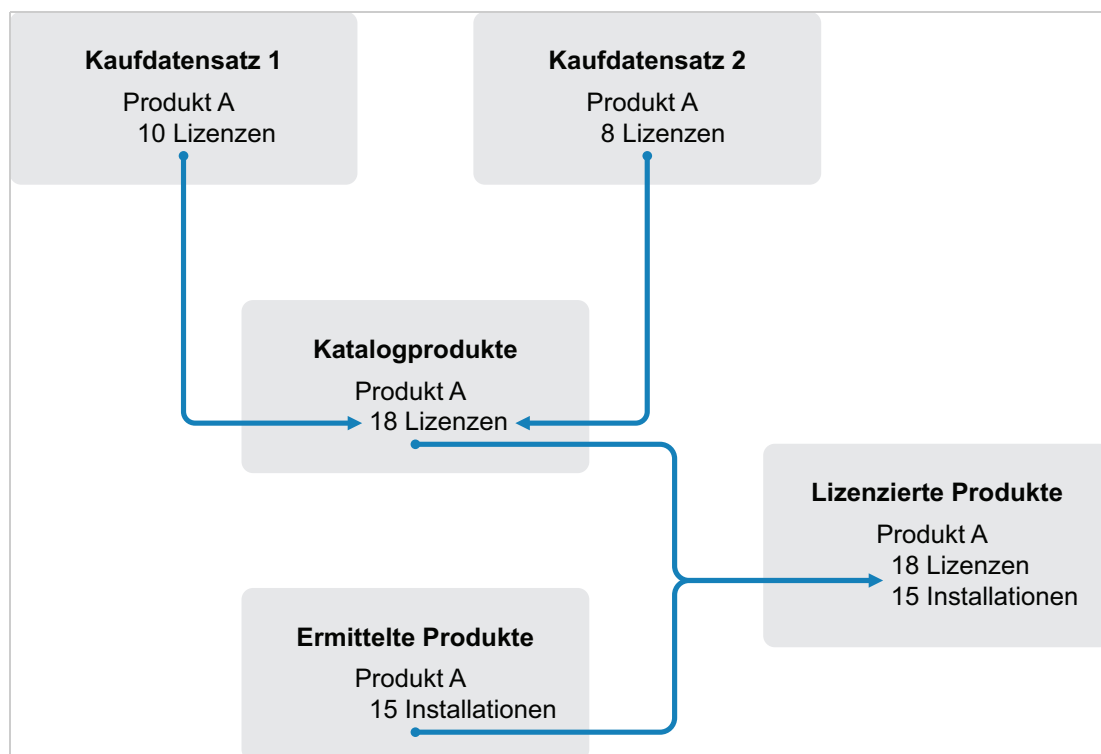 Kaufdatensatz 1
Produkt A
10 Lizenzen
Kaufdatensatz 2
Produkt A
8 Lizenzen
Katalogprodukte
Produkt A
18 Lizenzen
Lizenzierte Produkte
Produkt A
18 Lizenzen
15 Installationen
Ermittelte Produkte
Produkt A
15 Installationen